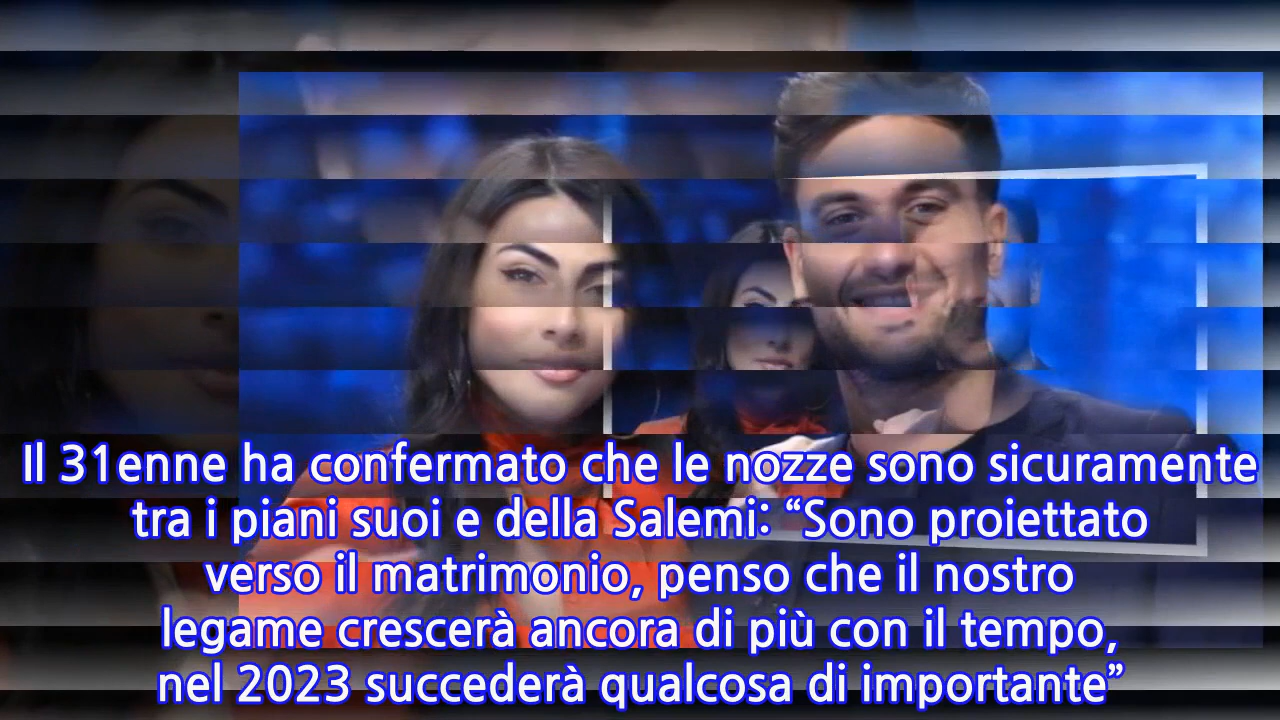 Il 31enne ha confermato che le nozze sono sicuramente
tra i piani suoi e della Salemi: “Sono proiettato
verso il matrimonio, penso che il nostro
legame crescerà ancora di più con il tempo,
nel 2023 succederà qualcosa di importante”